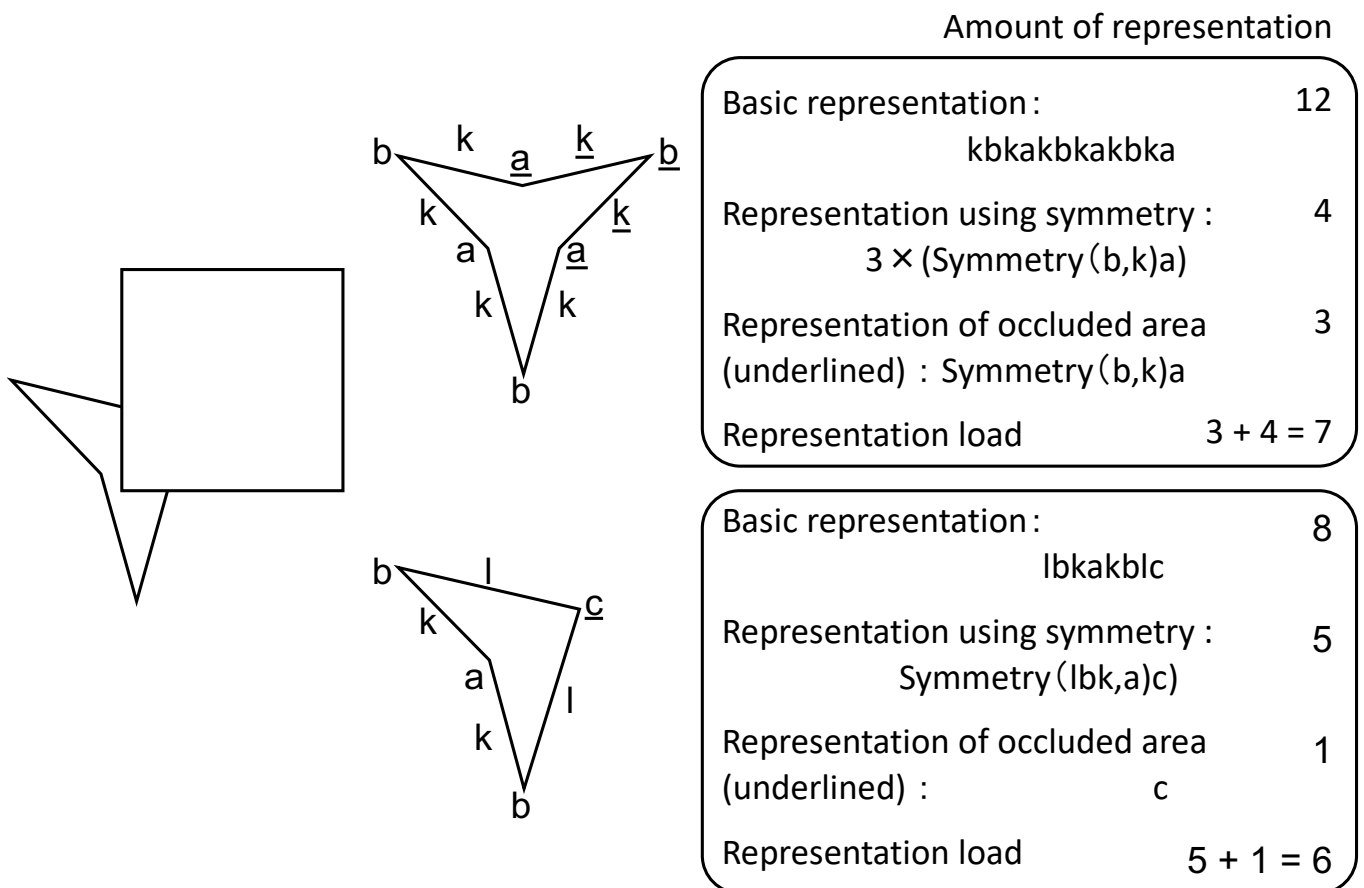 Amount of representation
b
k
a
k
b
k
k
a
a
k
k
b
Basic representation: 12
kbkakbkakbka
Representation using symmetry : 4
3 × (Symmetry(b,k)a)
Representation of occluded area 3
(underlined) : Symmetry(b,k)a
Representation load 3 + 4 = 7
b
l
c
k
a
l
k
b
Basic representation: 8
lbkakblc
Representation using symmetry : 5
Symmetry(lbk,a)c)
Representation of occluded area 1
(underlined) : c
Representation load 5 + 1 = 6